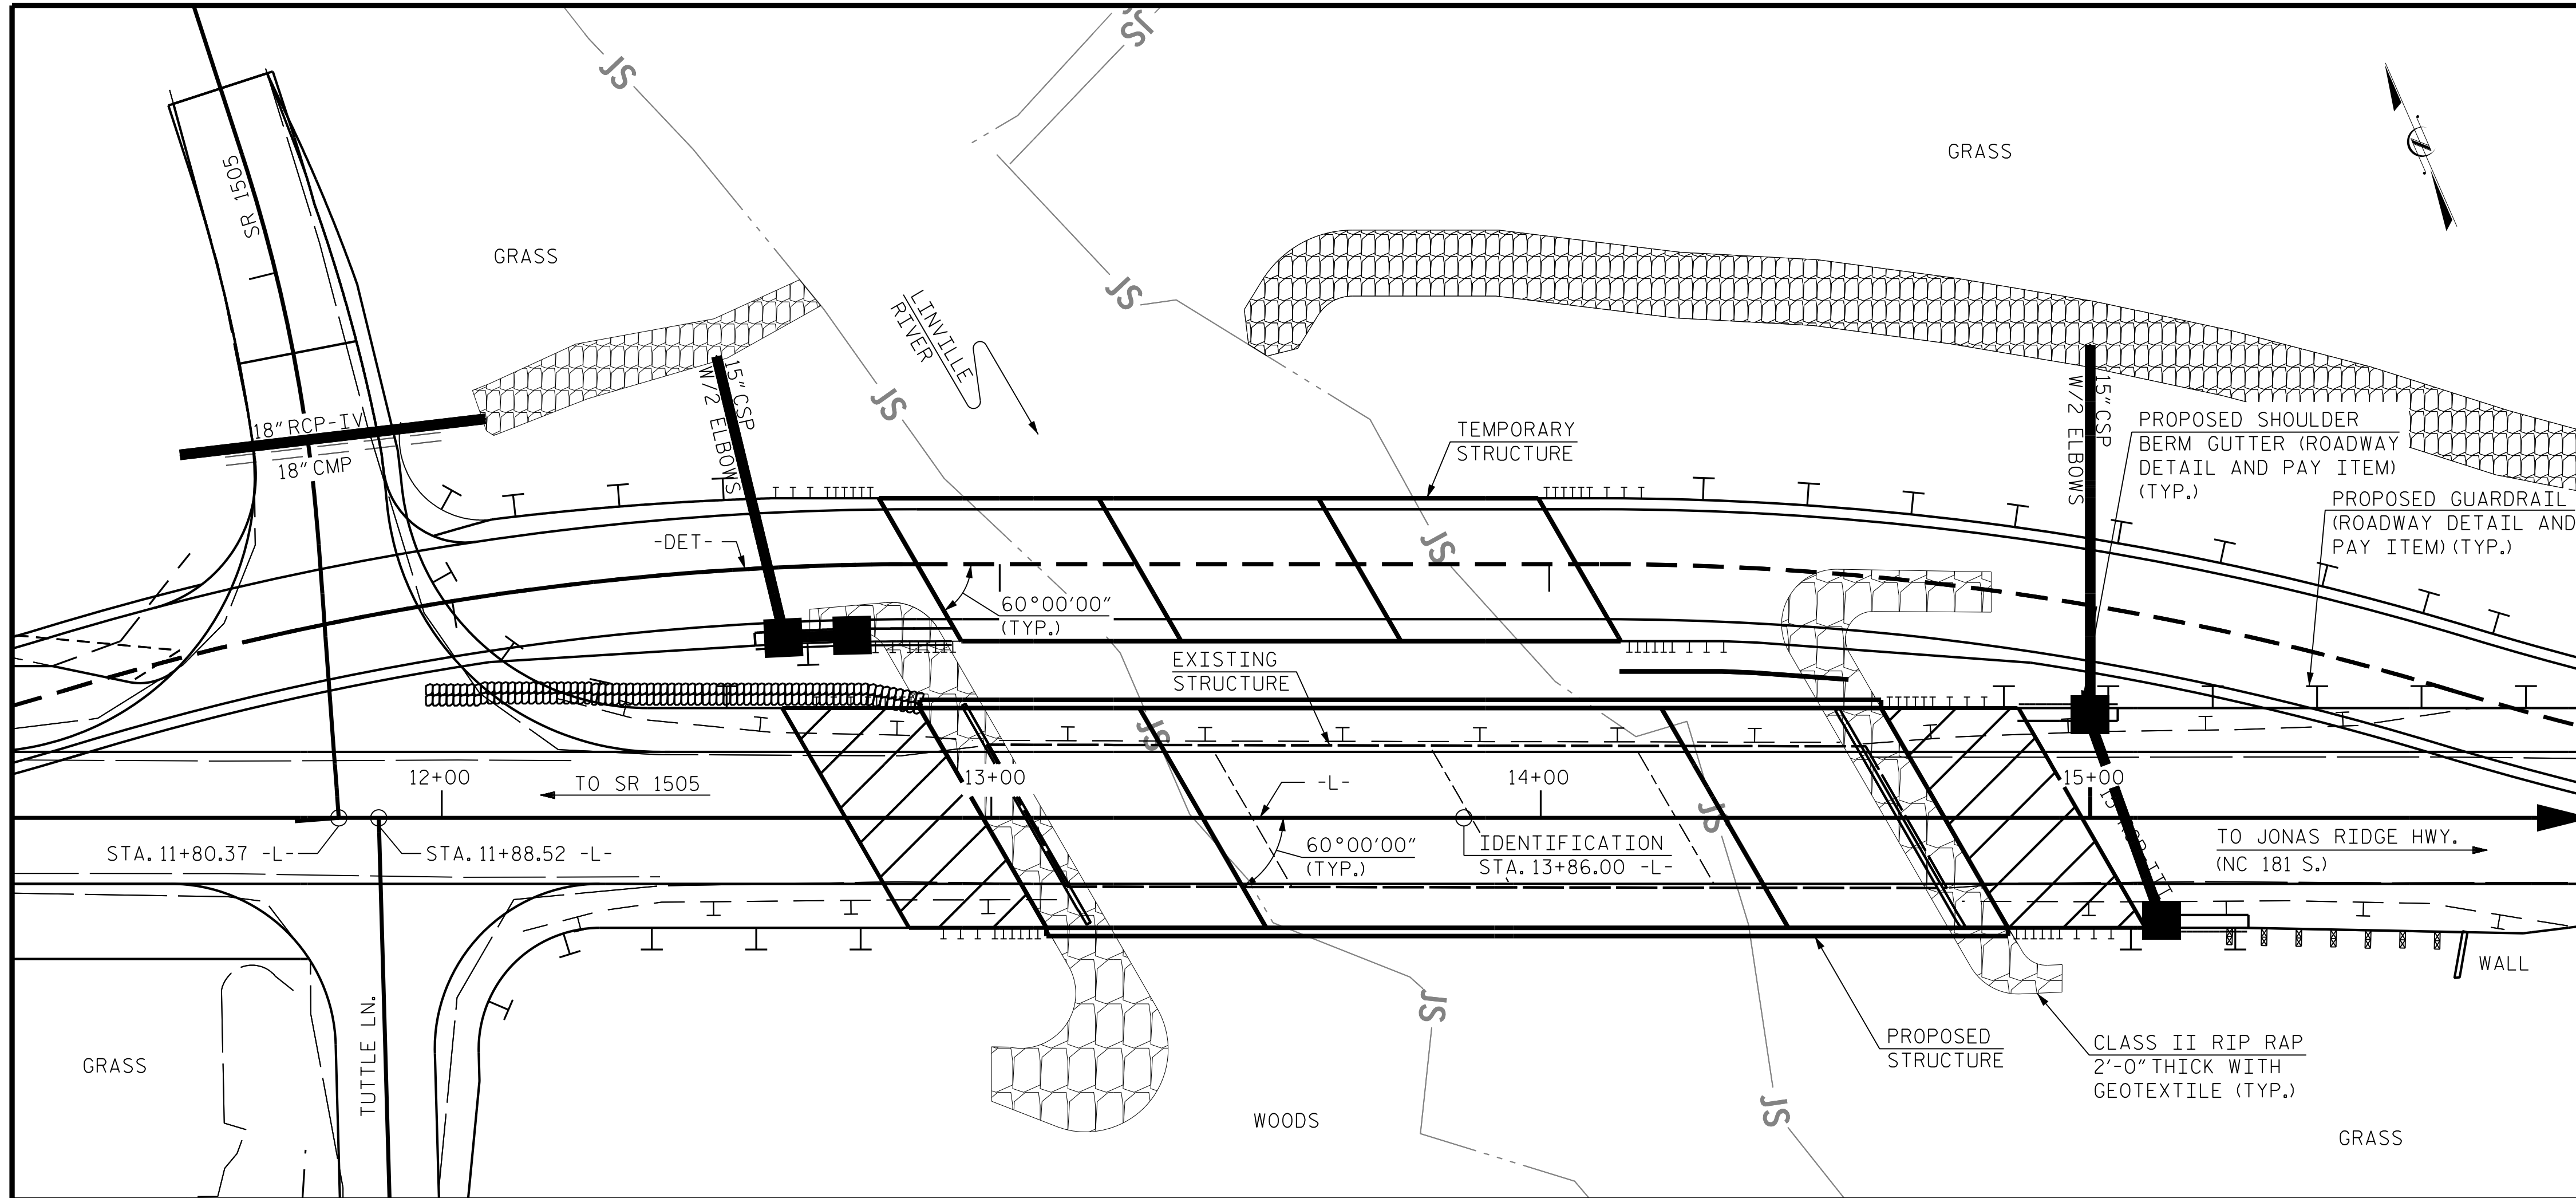 JS
JS
JS
GRASS
SR 1505
GRASS
LINVILLE
RIVER
JS
JS
15" CSP
W/2 ELBOWS
15" CSP
W/2 ELBOWS
18" RCP-IV
18" CMP
TEMPORARY
STRUCTURE
PROPOSED SHOULDER
BERM GUTTER (ROADWAY
DETAIL AND PAY ITEM)
(TYP.)
PROPOSED GUARDRAIL
(ROADWAY DETAIL AND
PAY ITEM) (TYP.)
-DET-
JS
60°00'00"
(TYP.)
EXISTING
STRUCTURE
JS
12+00
TO SR 1505
13+00
-L-
14+00
15+00
JS
STA. 11+80.37 -L-
STA. 11+88.52 -L-
60°00'00"
(TYP.)
IDENTIFICATION
STA. 13+86.00 -L-
TO JONAS RIDGE HWY.
(NC 181 S.)
WALL
JS
TUTTLE LN.
GRASS
PROPOSED
STRUCTURE
CLASS II RIP RAP
2'-0" THICK WITH
GEOTEXTILE (TYP.)
WOODS
JS
GRASS